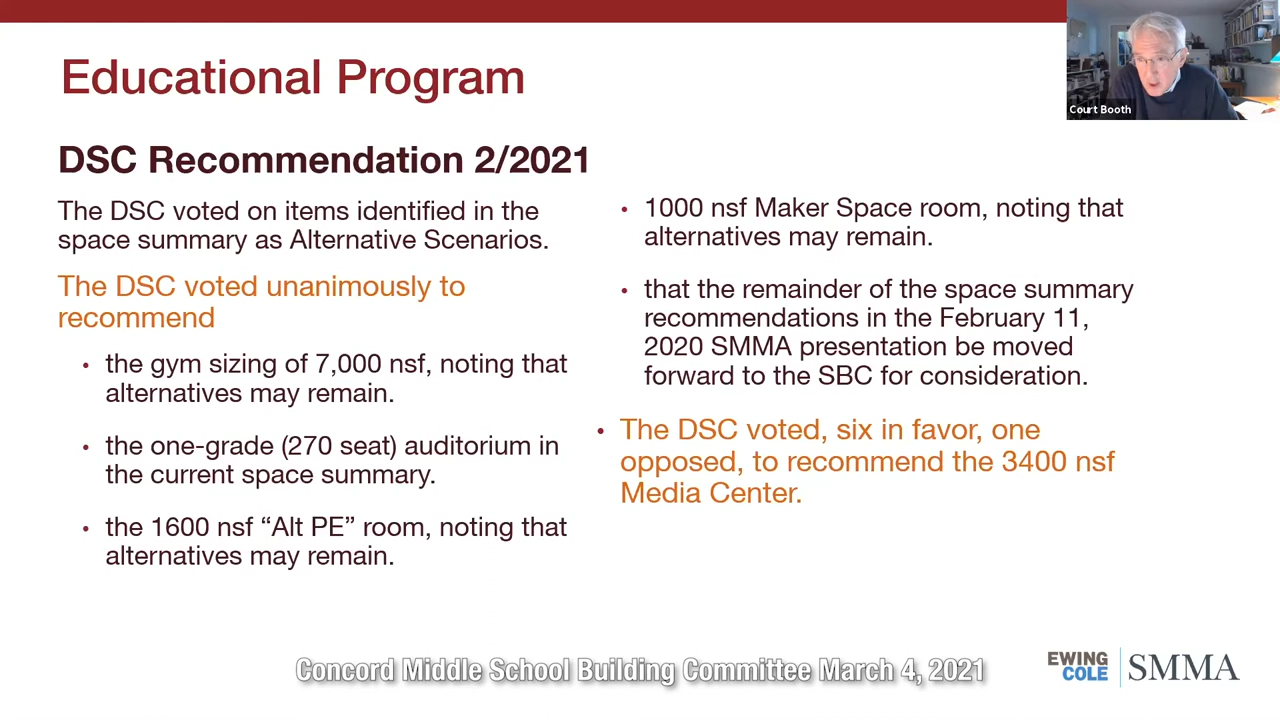 Educational Program
Court Booth
DSC Recommendation 2/2021
The DSC voted on items identified in the
space summary as Alternative Scenarios.
The DSC voted unanimously to
recommend
• the gym sizing of 7,000 nsf, noting that
alternatives may remain.
• the one-grade (270 seat) auditorium in
the current space summary.
• the 1600 nsf “Alt PE” room, noting that
alternatives may remain.
• 1000 nsf Maker Space room, noting that
alternatives may remain.
• that the remainder of the space summary
recommendations in the February 11,
2020 SMMA presentation be moved
forward to the SBC for consideration.
• The DSC voted, six in favor, one
opposed, to recommend the 3400 nsf
Media Center.
Concord Middle School Building Committee March 4, 2021
EWING
COLE
SMMA